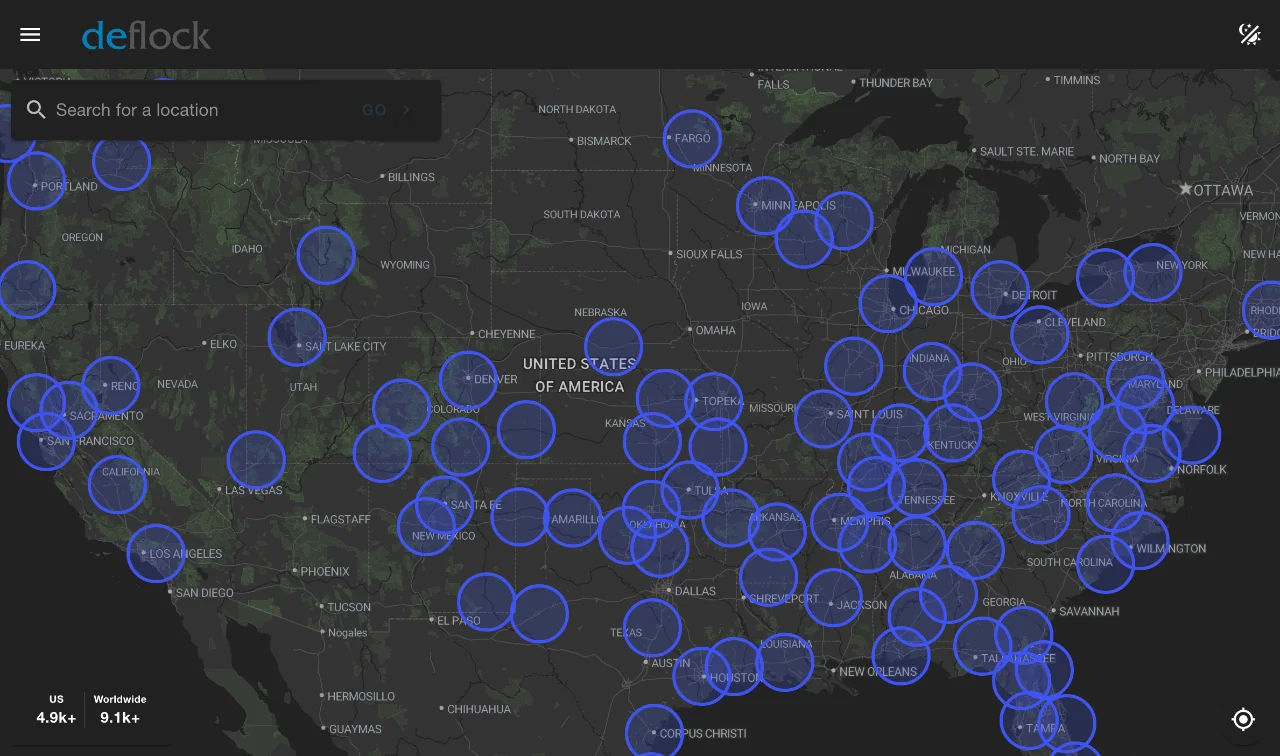 deflock
Search for a location
GO
VICTORIA
INTERNATIONAL
FALLS
THUNDER BAY
TIMMINS
NORTH DAKOTA
BISMARCK
FARGO
MISSOULA
SAULT STE. MARIE
NORTH BAY
MINNESOTA
BILLINGS
PORTLAND
OTTAWA
SOUTH DAKOTA
MINNEAPOLIS
OREGON
IDAHO
WYOMING
SIOUX FALLS
MICHIGAN
MILWAUKEE
NEW YORK
DETROIT
IOWA
NEBRASKA
CHICAGO
CLEVELAND
EUREKA
ELKO
SALT LAKE CITY
CHEYENNE
OMAHA
UNITED STATES
OF AMERICA
INDIANA
OHIO
PITTSBURGH
PHILADELPHIA
RENO
NEVADA
UTAH
DENVER
MARYLAND
COLORADO
TOPEKA
MISSOURI
SAINT LOUIS
WEST VIRGINIA
DELAWARE
SACRAMENTO
KANSAS
SAN FRANCISCO
KENTUCKY
VIRGINIA
CALIFORNIA
NORFOLK
LAS VEGAS
TULSA
SANTA FE
TENNESSEE
KNOXVILLE
NORTH CAROLINA
FLAGSTAFF
AMARILLO
OKLAHOMA
ARKANSAS
MEMPHIS
NEW MEXICO
LOS ANGELES
WILMINGTON
PHOENIX
ALABAMA
SOUTH CAROLINA
SAN DIEGO
DALLAS
SHREVEPORT
JACKSON
GEORGIA
SAVANNAH
TUCSON
EL PASO
Nogales
TEXAS
LOUISIANA
TALLAHASSEE
AUSTIN
NEW ORLEANS
HOUSTON
HERMOSILLO
CHIHUAHUA
GUAYMAS
CORPUS CHRISTI
TAMPA
US
4.9k+
Worldwide
9.1k+